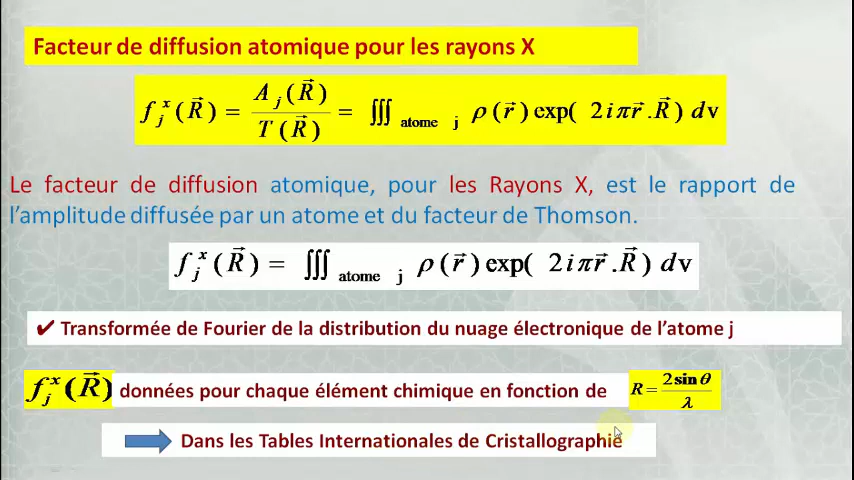 Facteur de diffusion atomique pour les rayons X
f_j^x(R⃗) = A_j(R⃗) / T(R⃗) = ∭ atome j ρ(r⃗) exp( 2iπr⃗.R⃗) dv
Le facteur de diffusion atomique, pour les Rayons X, est le rapport de
l’amplitude diffusée par un atome et du facteur de Thomson.
f_j^x(R⃗) = ∭ atome j ρ(r⃗) exp( 2iπr⃗.R⃗) dv
✔ Transformée de Fourier de la distribution du nuage électronique de l’atome j
f_j^x(R⃗) données pour chaque élément chimique en fonction de R = 2sinθ / λ
Dans les Tables Internationales de Cristallographie